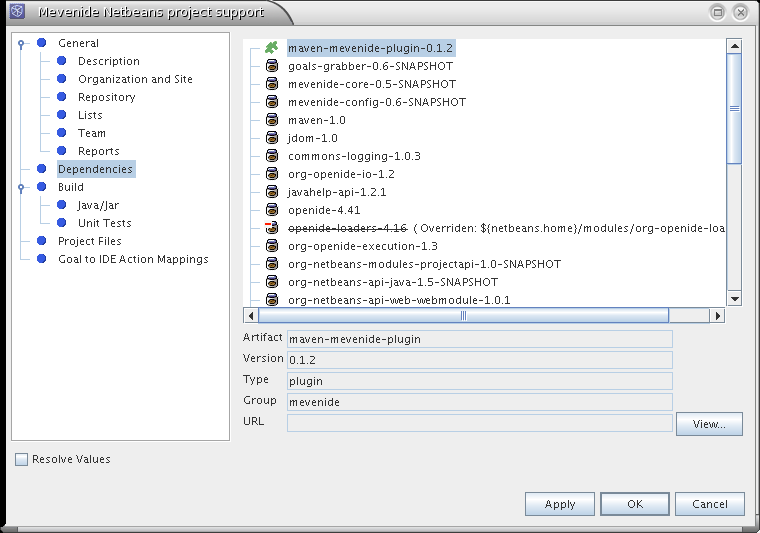 Mevenide Netbeans project support
General
Description
Organization and Site
Repository
Lists
Team
Reports
Dependencies
Build
Java/Jar
Unit Tests
Project Files
Goal to IDE Action Mappings
maven-mevenide-plugin-0.1.2
goals-grabber-0.6-SNAPSHOT
mevenide-core-0.5-SNAPSHOT
mevenide-config-0.6-SNAPSHOT
maven-1.0
jdom-1.0
commons-logging-1.0.3
org-openide-io-1.2
javahelp-api-1.2.1
openide-4.41
openide-loaders-4.16 ( Overriden: ${netbeans.home}/modules/org-openide-loa
org-openide-execution-1.3
org-netbeans-modules-projectapi-1.0-SNAPSHOT
org-netbeans-api-java-1.5-SNAPSHOT
org-netbeans-api-web-webmodule-1.0.1
Artifact maven-mevenide-plugin
Version 0.1.2
Type plugin
Group mevenide
URL
View...
Resolve Values
Apply OK Cancel